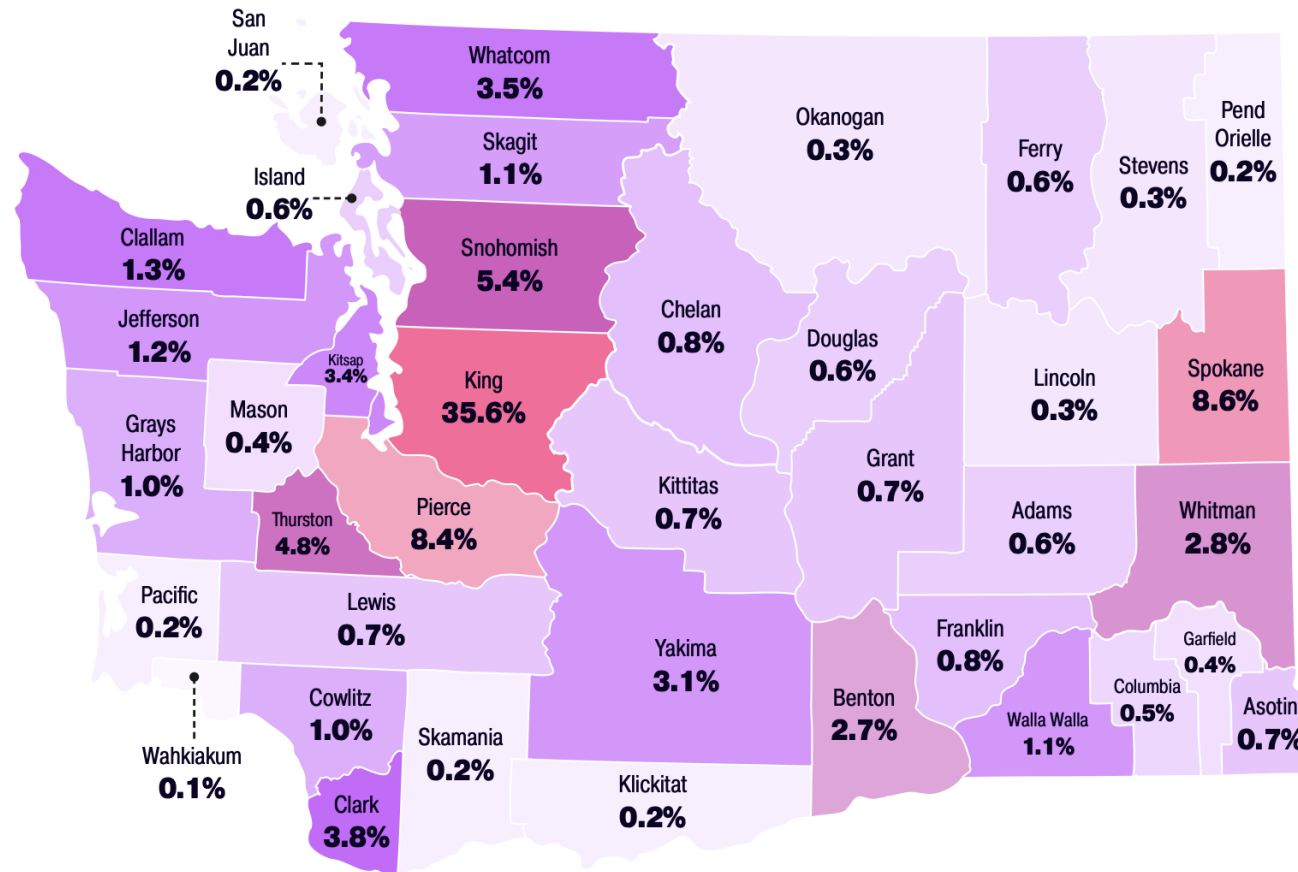 San
Juan
0.2%
Whatcom
3.5%
Skagit
1.1%
Island
0.6%
Okanogan
0.3%
Ferry
0.6%
Stevens
0.3%
Pend
Orielle
0.2%
Clallam
1.3%
Snohomish
5.4%
Jefferson
1.2%
Kitsap
3.4%
Chelan
0.8%
Douglas
0.6%
King
35.6%
Lincoln
0.3%
Spokane
8.6%
Mason
0.4%
Grays
Harbor
1.0%
Grant
0.7%
Kittitas
0.7%
Pierce
8.4%
Thurston
4.8%
Adams
0.6%
Whitman
2.8%
Pacific
0.2%
Lewis
0.7%
Yakima
3.1%
Franklin
0.8%
Garfield
0.4%
Columbia
0.5%
Asotin
0.7%
Benton
2.7%
Walla Walla
1.1%
Cowlitz
1.0%
Skamania
0.2%
Wahkiakum
0.1%
Klickitat
0.2%
Clark
3.8%